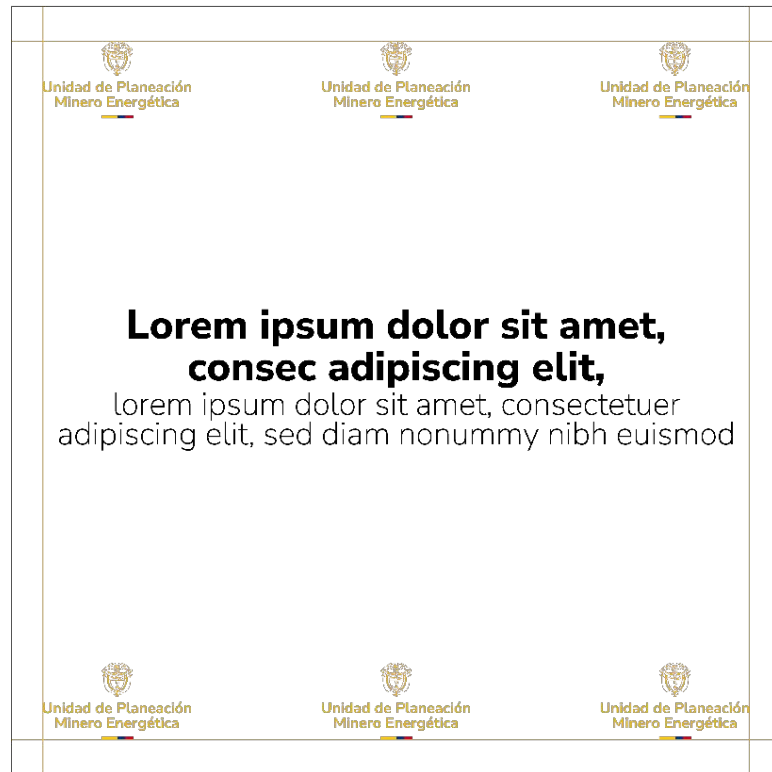 Unidad de Planeación
Minero Energética
Unidad de Planeación
Minero Energética
Unidad de Planeación
Minero Energética
Lorem ipsum dolor sit amet,
consec adipiscing elit,
lorem ipsum dolor sit amet, consectetuer
adipiscing elit, sed diam nonummy nibh euismod
Unidad de Planeación
Minero Energética
Unidad de Planeación
Minero Energética
Unidad de Planeación
Minero Energética